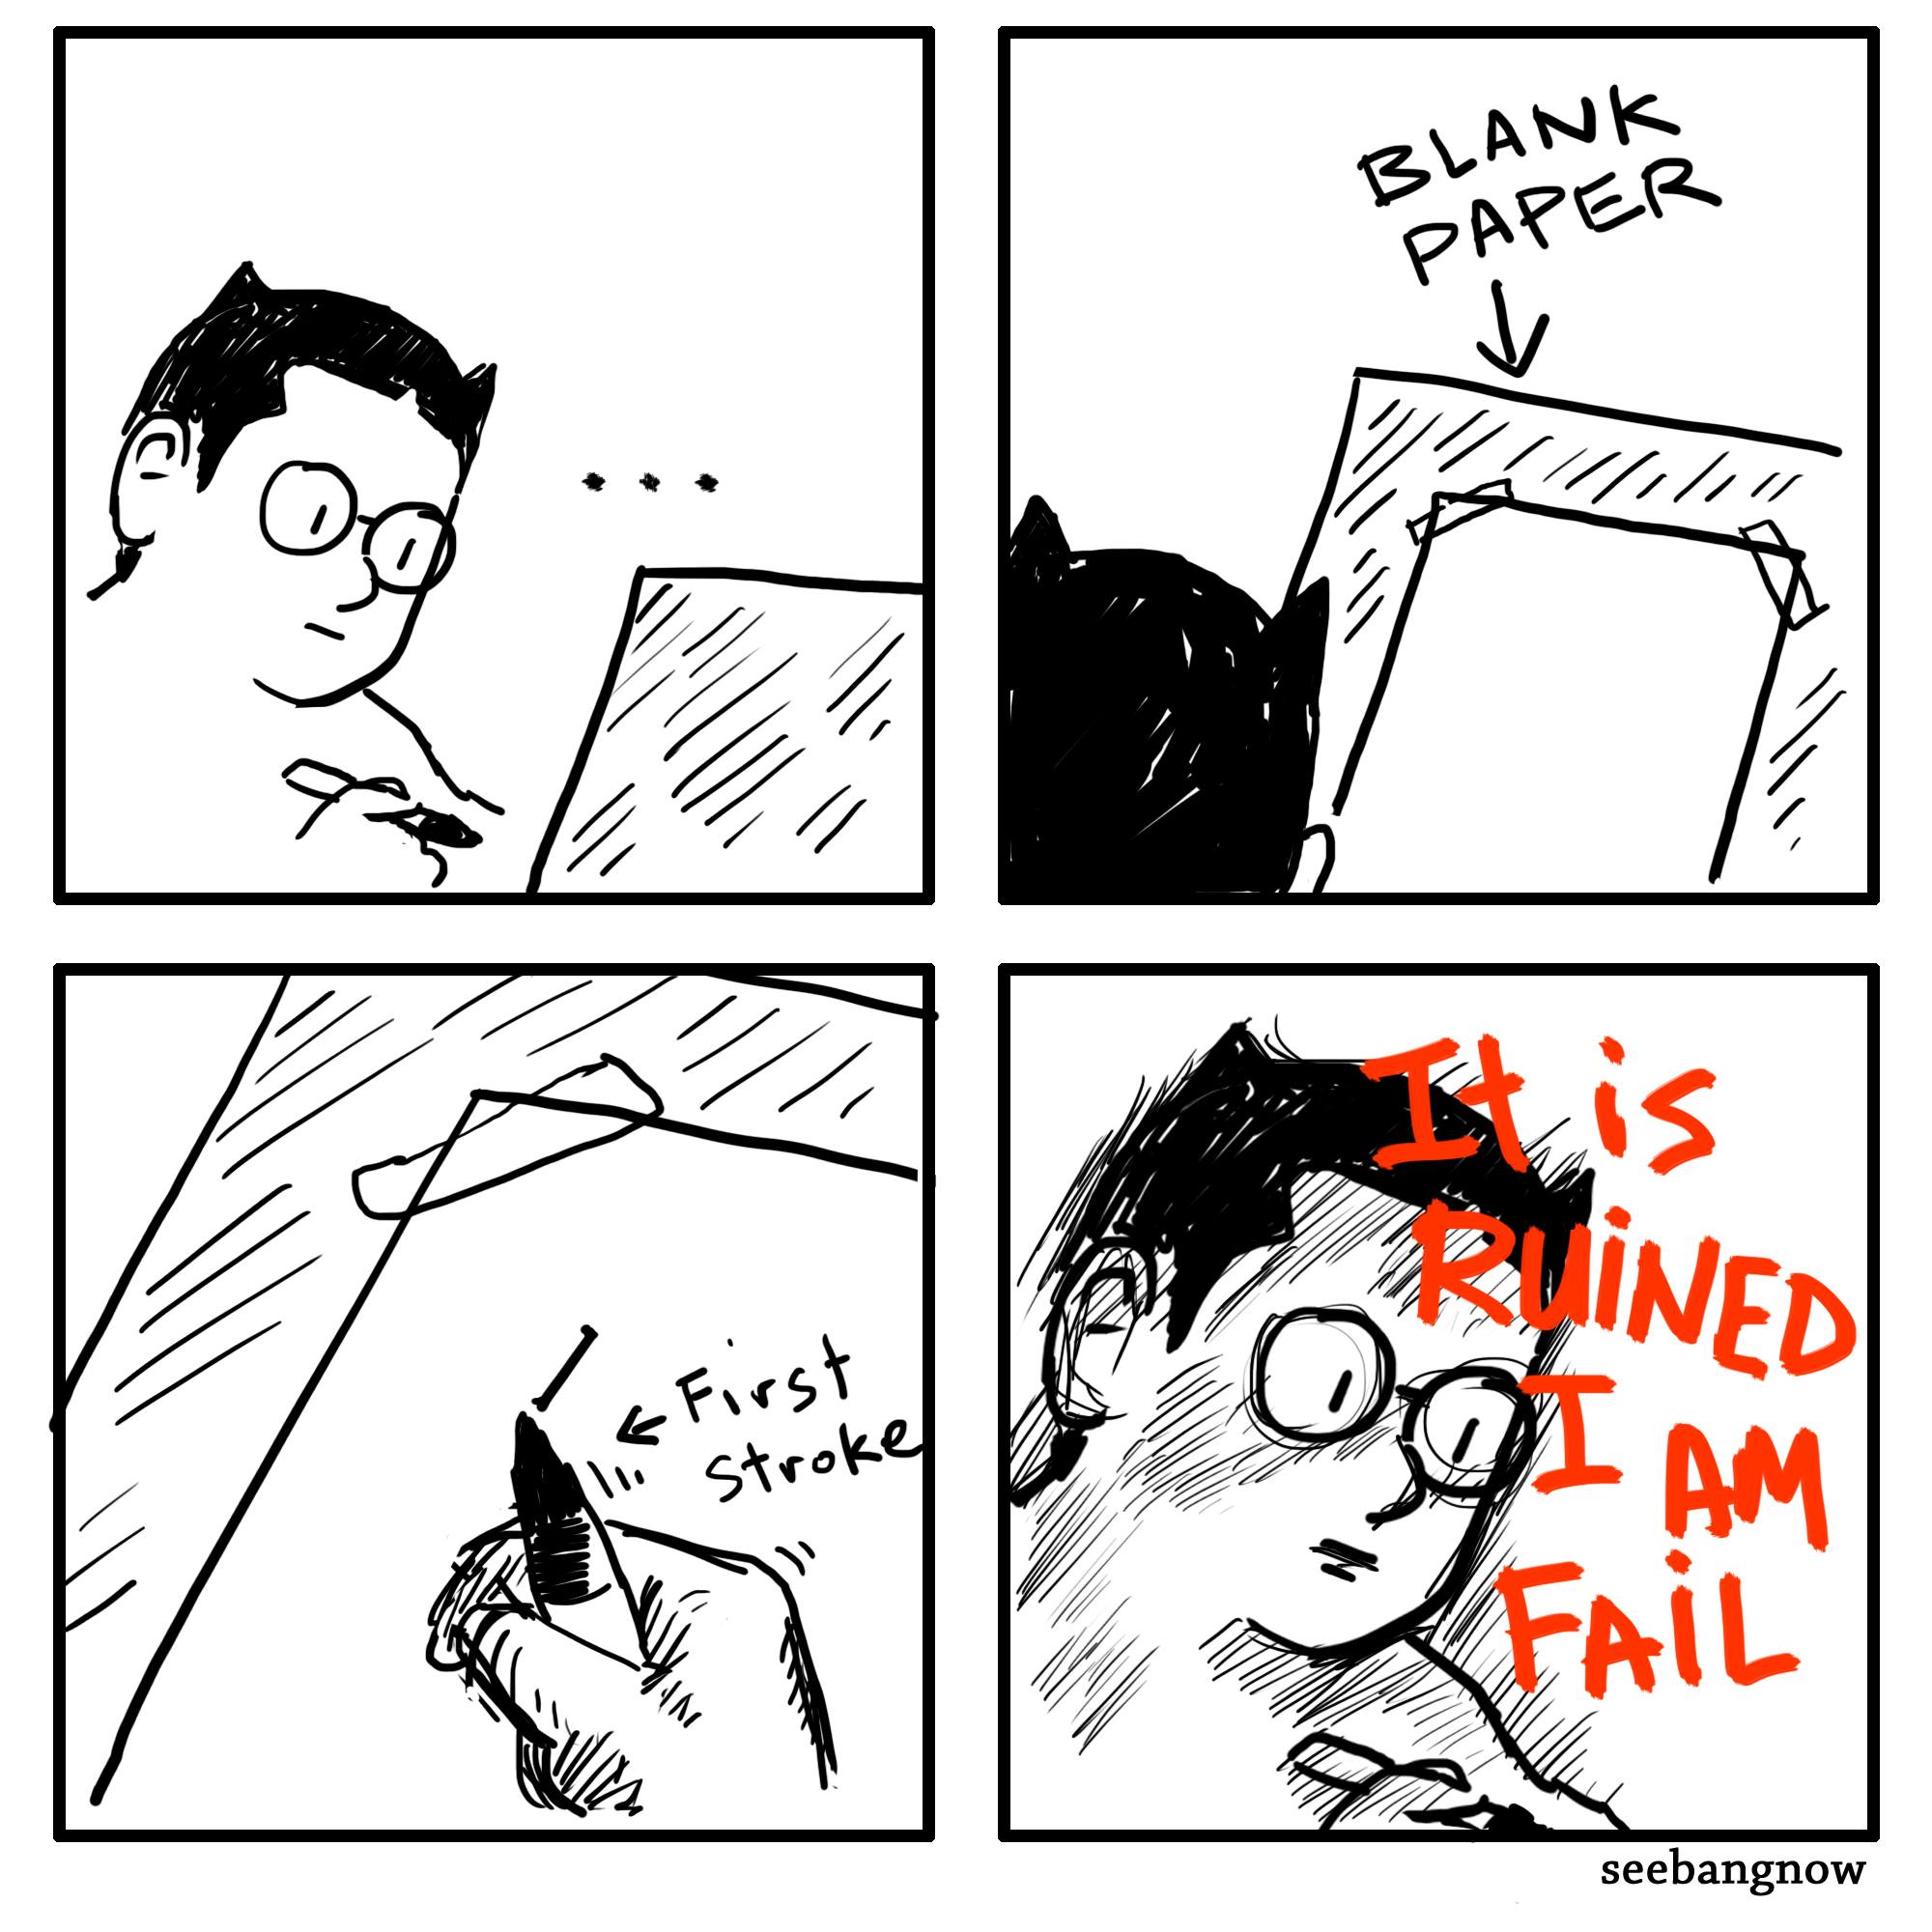 ...
BLANK
PAPER
First
stroke
It is
RUiNED
I AM
FAiL
seebangnow